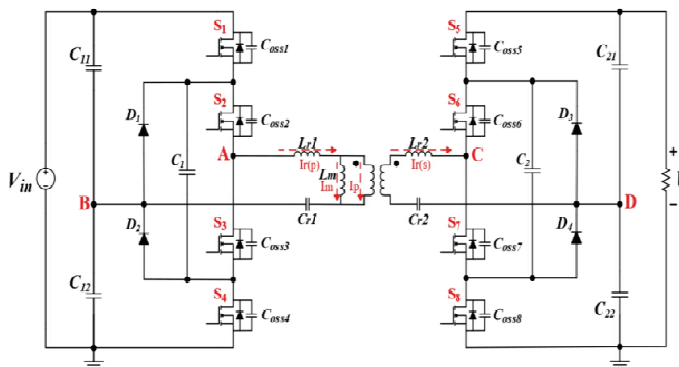 S1
S5
Coss1
Coss5
C11
C21
D1
S2
S6
D3
Coss2
Coss6
A
Lr1
Lr2
C
C1
Ir(p)
Ir(s)
C2
Lm
Im
Ip
Vin
+
B
D
-
Cr1
Cr2
D2
S3
S7
D4
Coss3
Coss7
C12
C22
S4
S8
Coss4
Coss8